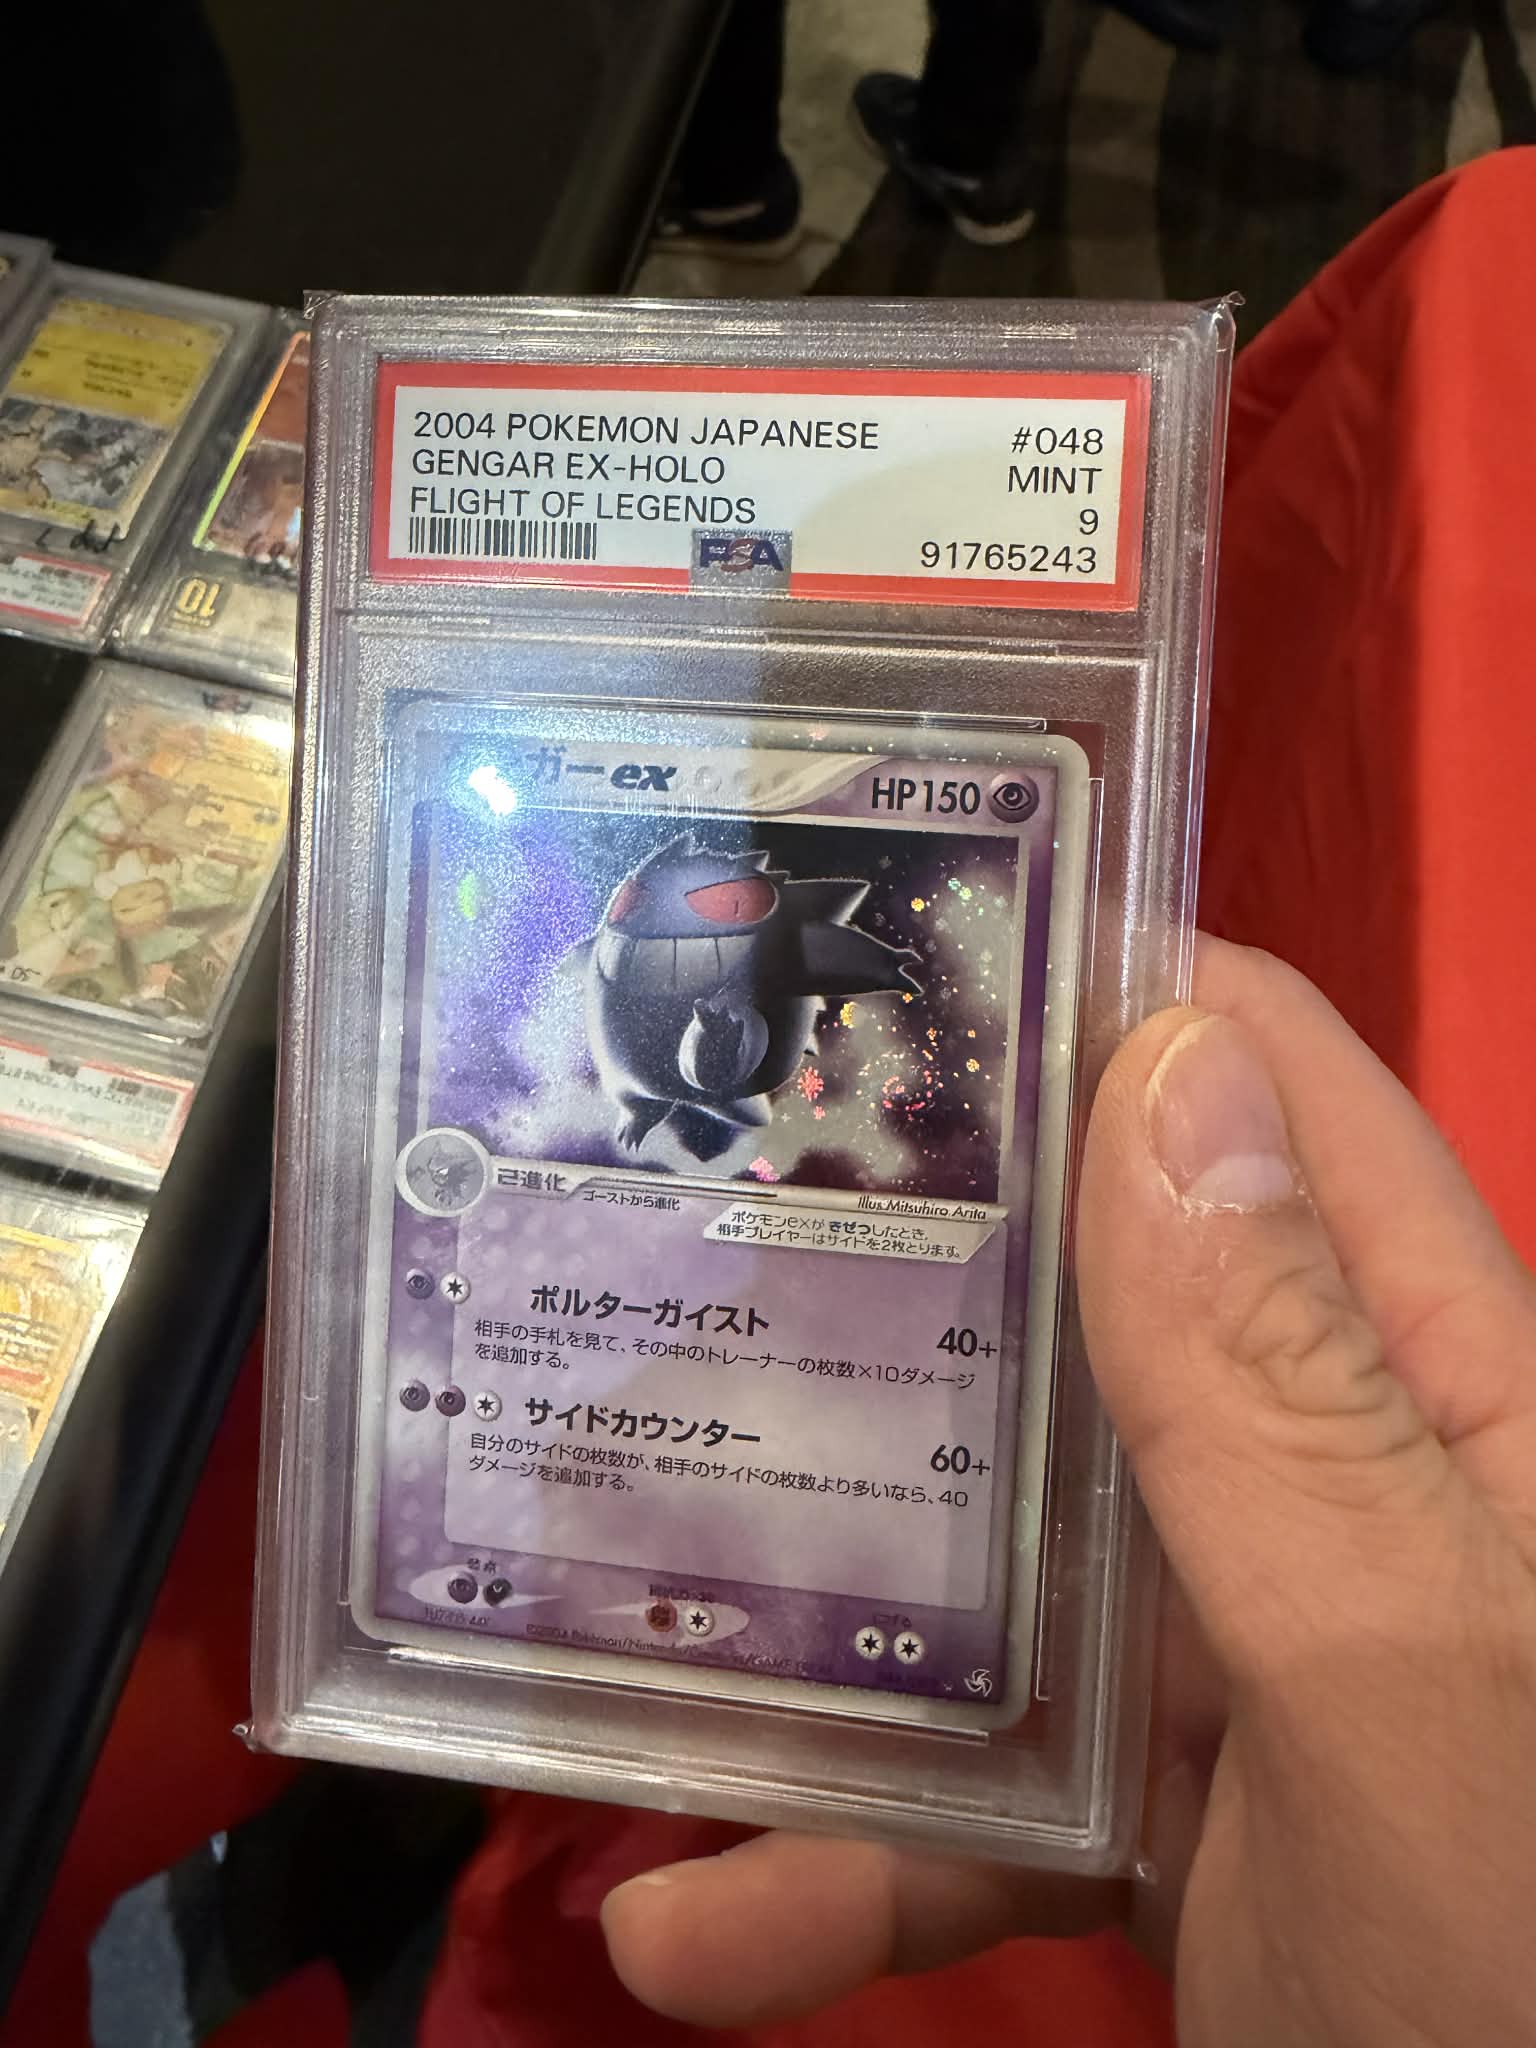 2004 POKEMON JAPANESE #048
GENGAR EX-HOLO MINT
FLIGHT OF LEGENDS 9
PSA 91765243
ガーex HP150
2進化 ゴーストから進化
Illus. Mitsuhiro Arita
ポケモンexがきぜつしたとき、
相手プレイヤーはサイドを2枚とります。
ポルターガイスト 40+
相手の手札を見て、その中のトレーナーの枚数×10ダメージ
を追加する。
サイドカウンター 60+
自分のサイドの枚数が、相手のサイドの枚数より多いなら、40
ダメージを追加する。
10